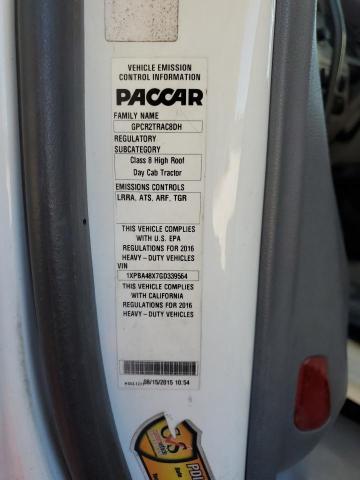 VEHICLE EMISSION
CONTROL INFORMATION
PACCAR
FAMILY NAME
GPCR2TRAC8DH
REGULATORY
SUBCATEGORY
Class 8 High Roof
Day Cab Tractor
EMISSIONS CONTROLS
LRRA, ATS, ARF, TGR
THIS VEHICLE COMPLIES
WITH U.S. EPA
REGULATIONS FOR 2016
HEAVY-DUTY VEHICLES
VIN
1XPBA48X7GD339564
THIS VEHICLE COMPLIES
WITH CALIFORNIA
REGULATIONS FOR 2016
HEAVY-DUTY VEHICLES
06/15/2015 10:54